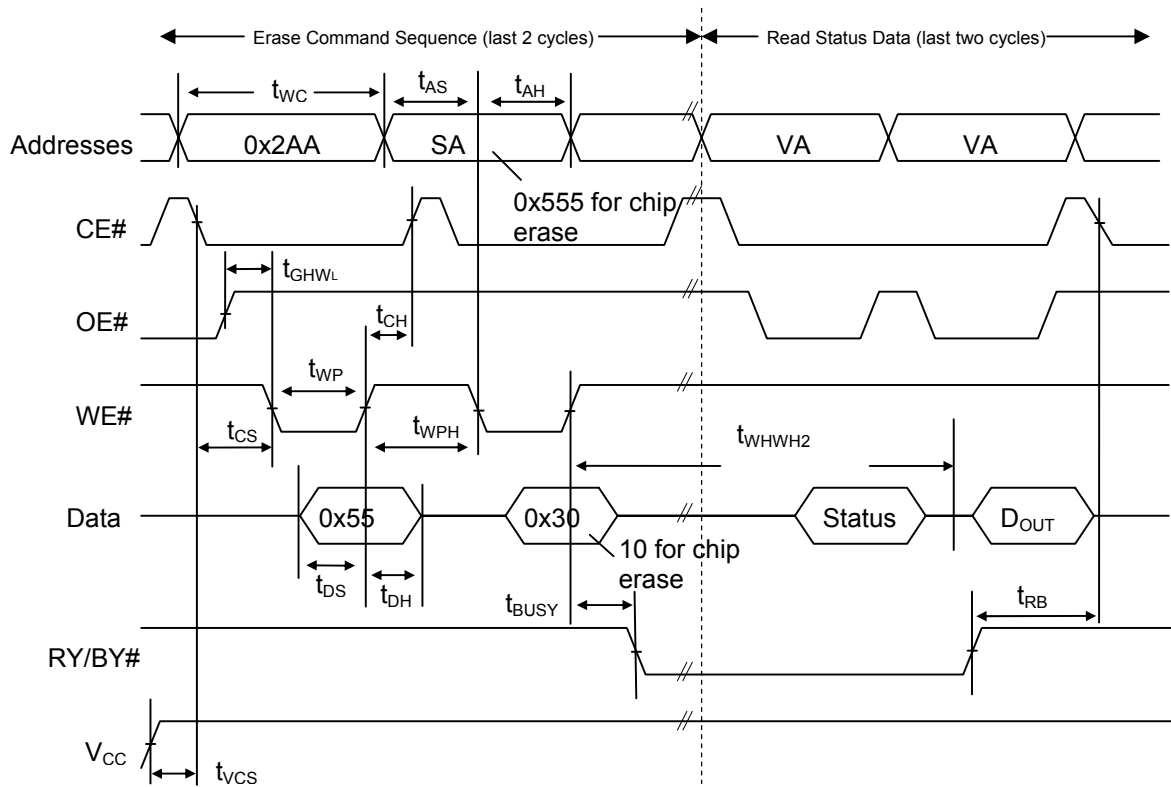 Erase Command Sequence (last 2 cycles)
Read Status Data (last two cycles)
tWC
tAS
tAH
Addresses
0x2AA
SA
VA
VA
0x555 for chip
erase
CE#
tGHWL
OE#
tCH
tWP
WE#
tCS
tWPH
tWHWH2
Data
0x55
0x30
Status
DOUT
10 for chip
erase
tDS
tDH
tBUSY
tRB
RY/BY#
VCC
tVCS